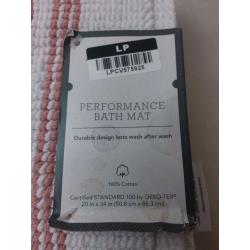 LP
LPCV575926
PERFORMANCE
BATH MAT
Durable design lasts wash after wash
100% Cotton
Certified STANDARD 100 by OEKO-TEX®
20 in x 34 in (50.8 cm x 86.3 cm)